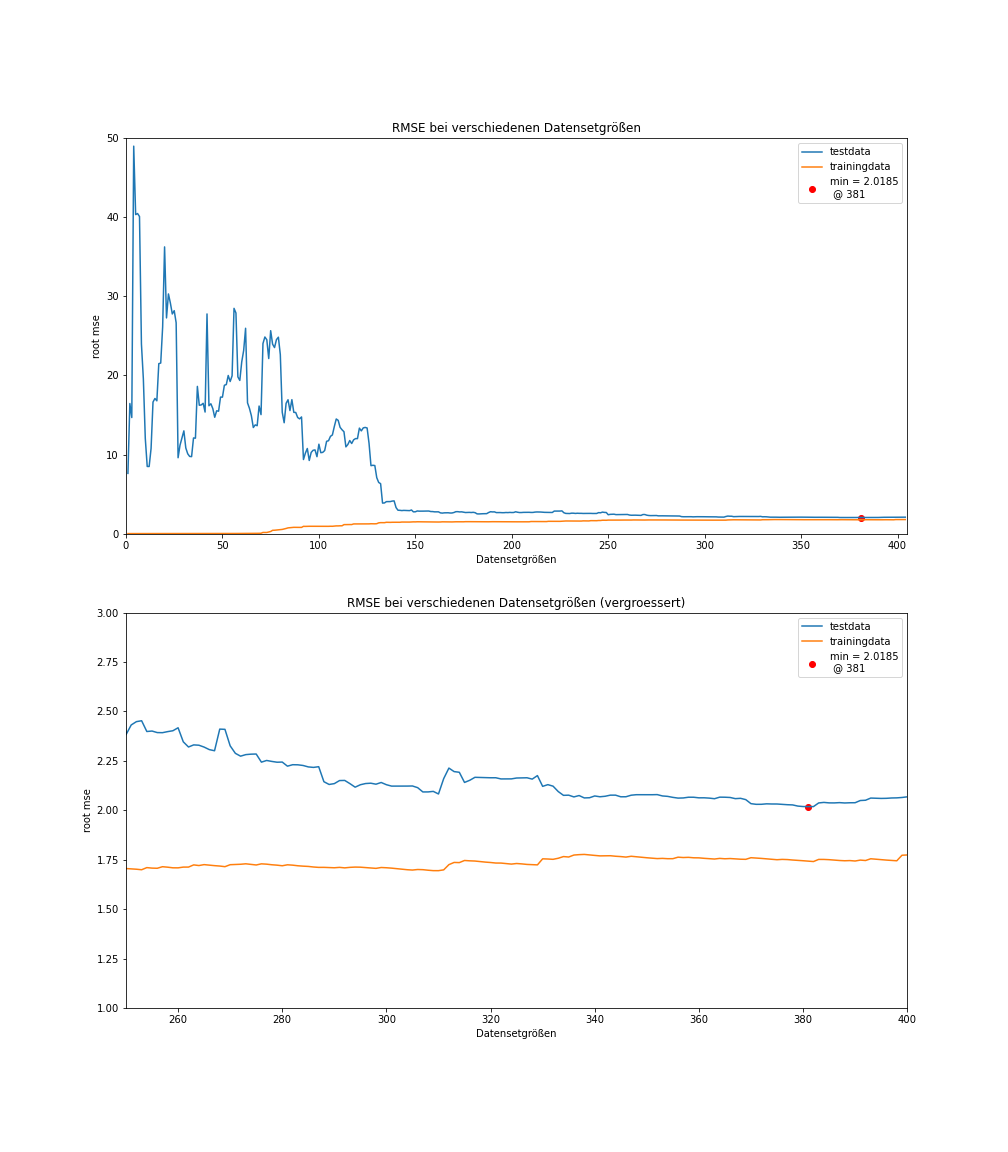 RMSE bei verschiedenen Datensetgrößen
50
40
30
20
10
0
root mse
testdata
trainingdata
min = 2.0185
@ 381
0 50 100 150 200 250 300 350 400
Datensetgrößen
RMSE bei verschiedenen Datensetgrößen (vergroessert)
3.00
2.75
2.50
2.25
2.00
1.75
1.50
1.25
1.00
root mse
testdata
trainingdata
min = 2.0185
@ 381
260 280 300 320 340 360 380 400
Datensetgrößen